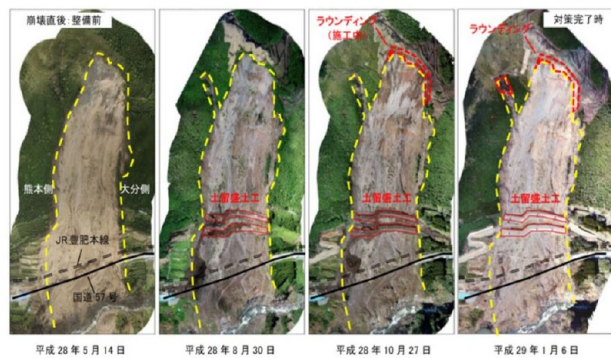 崩壊直後:整備前
熊本側
大分側
JR豊肥本線
国道57号
平成28年5月14日
土留盛土工
平成28年8月30日
ラウンディング
(施工中)
土留盛土工
平成28年10月27日
対策完了時
ラウンディング
土留盛土工
平成29年1月6日